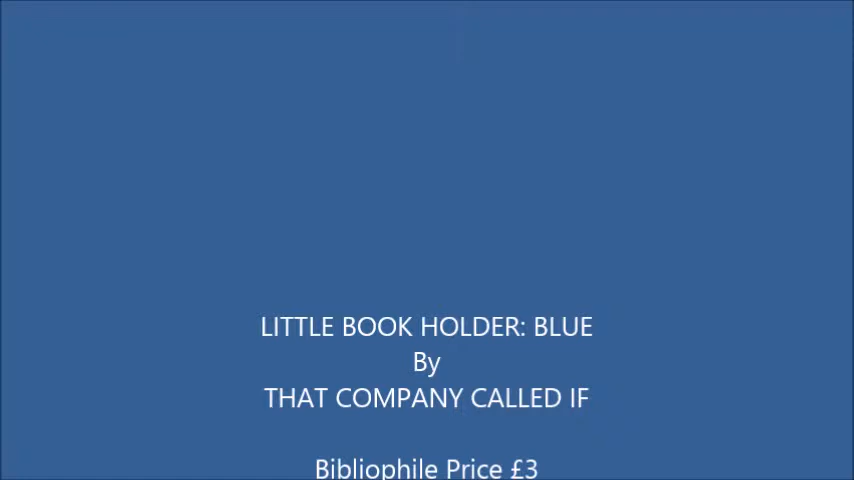 LITTLE BOOK HOLDER: BLUE
By
THAT COMPANY CALLED IF
Bibliophile Price £3